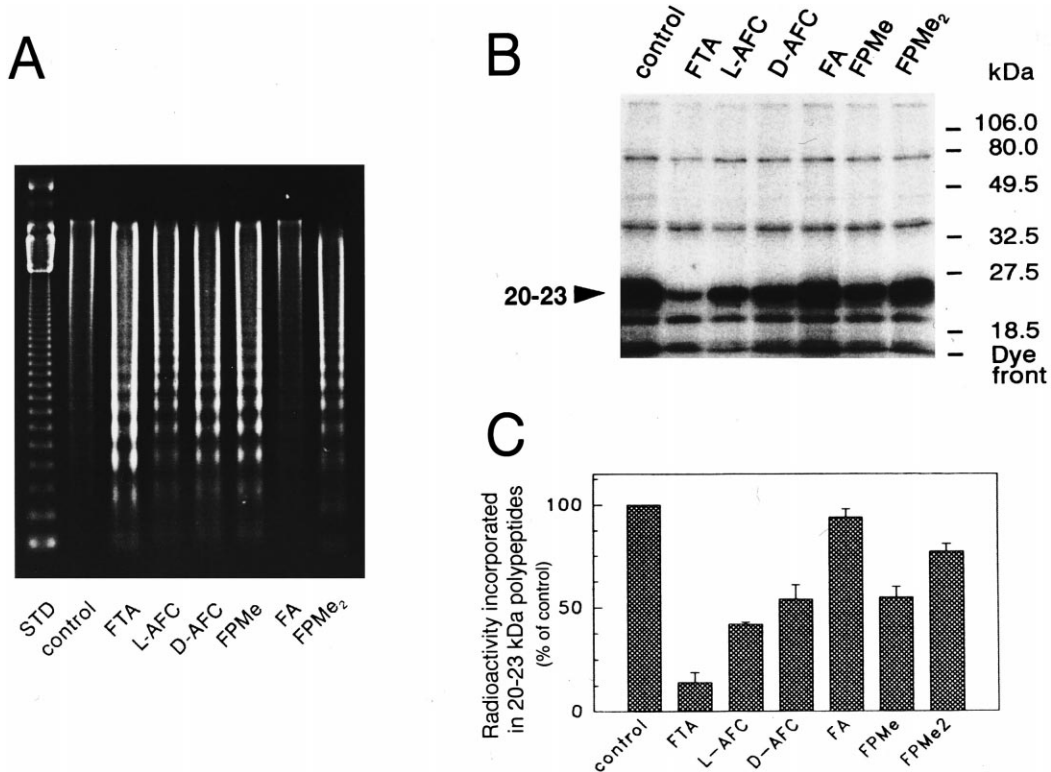 A
STD
control
FTA
L-AFC
D-AFC
FPMe
FA
FPMe2
B
control
FTA
L-AFC
D-AFC
FA
FPMe
FPMe2
kDa
106.0
80.0
49.5
32.5
27.5
18.5
Dye
front
20-23
C
Radioactivity incorporated
in 20-23 kDa polypeptides
(% of control)
100
50
0
control
FTA
L-AFC
D-AFC
FA
FPMe
FPMe2